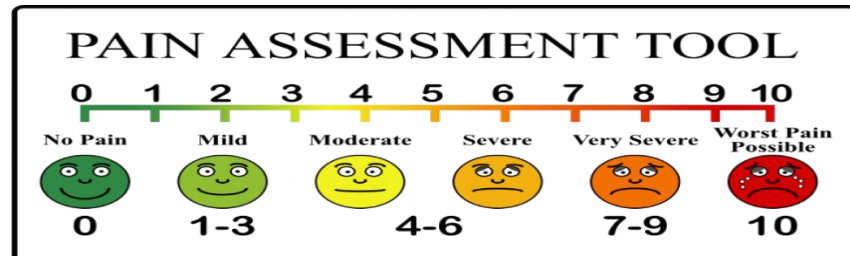 PAIN ASSESSMENT TOOL
0 1 2 3 4 5 6 7 8 9 10
No Pain Mild Moderate Severe Very Severe Worst Pain Possible
0 1-3 4-6 7-9 10